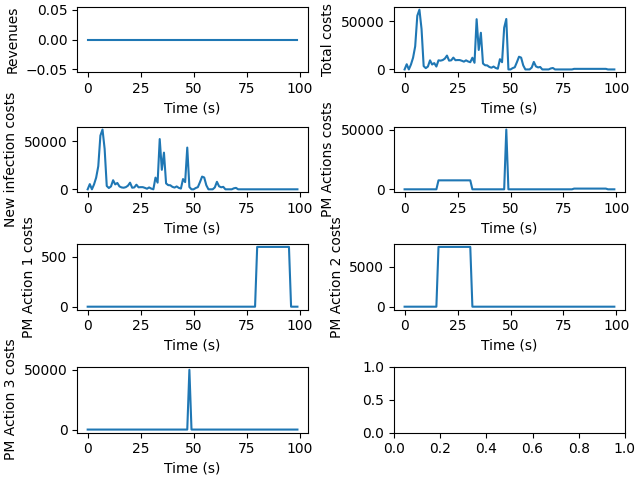 Revenues
0.05
0.00
−0.05
0 25 50 75 100
Time (s)
Total costs
50000
0
0 25 50 75 100
Time (s)
New infection costs
50000
0
0 25 50 75 100
Time (s)
PM Actions costs
50000
0
0 25 50 75 100
Time (s)
PM Action 1 costs
500
0
0 25 50 75 100
Time (s)
PM Action 2 costs
5000
0
0 25 50 75 100
Time (s)
PM Action 3 costs
50000
0
0 25 50 75 100
Time (s)
1.0
0.5
0.0
0.0 0.2 0.4 0.6 0.8 1.0